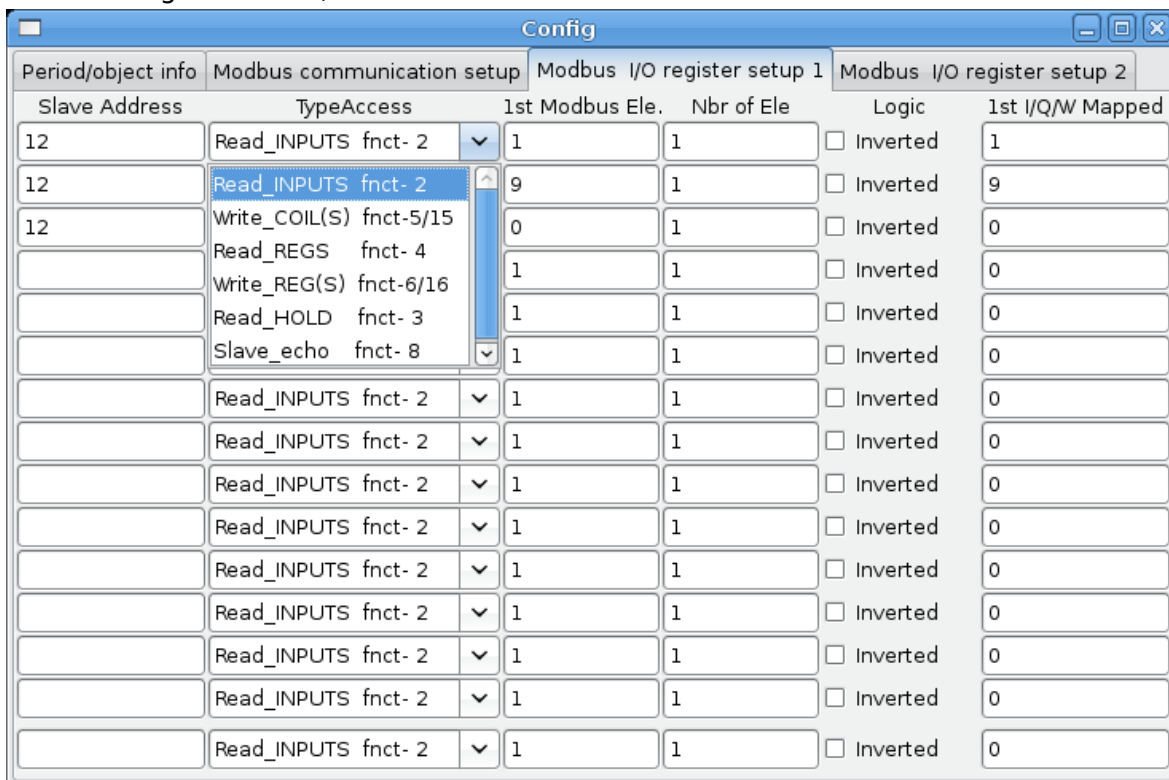 Config
Period/object info Modbus communication setup Modbus I/O register setup 1 Modbus I/O register setup 2
Slave Address TypeAccess 1st Modbus Ele. Nbr of Ele Logic 1st I/Q/W Mapped
12 Read_INPUTS fnct- 2 1 1 Inverted 1
12 Read_INPUTS fnct- 2 9 1 Inverted 9
Write_COIL(S) fnct-5/15
12 0 1 Inverted 0
Read_REGS fnct- 4
1 1 Inverted 0
Write_REG(S) fnct-6/16
Read_HOLD fnct- 3 1 1 Inverted 0
Slave_echo fnct- 8 1 1 Inverted 0
Read_INPUTS fnct- 2 1 1 Inverted 0
Read_INPUTS fnct- 2 1 1 Inverted 0
Read_INPUTS fnct- 2 1 1 Inverted 0
Read_INPUTS fnct- 2 1 1 Inverted 0
Read_INPUTS fnct- 2 1 1 Inverted 0
Read_INPUTS fnct- 2 1 1 Inverted 0
Read_INPUTS fnct- 2 1 1 Inverted 0
Read_INPUTS fnct- 2 1 1 Inverted 0
Read_INPUTS fnct- 2 1 1 Inverted 0